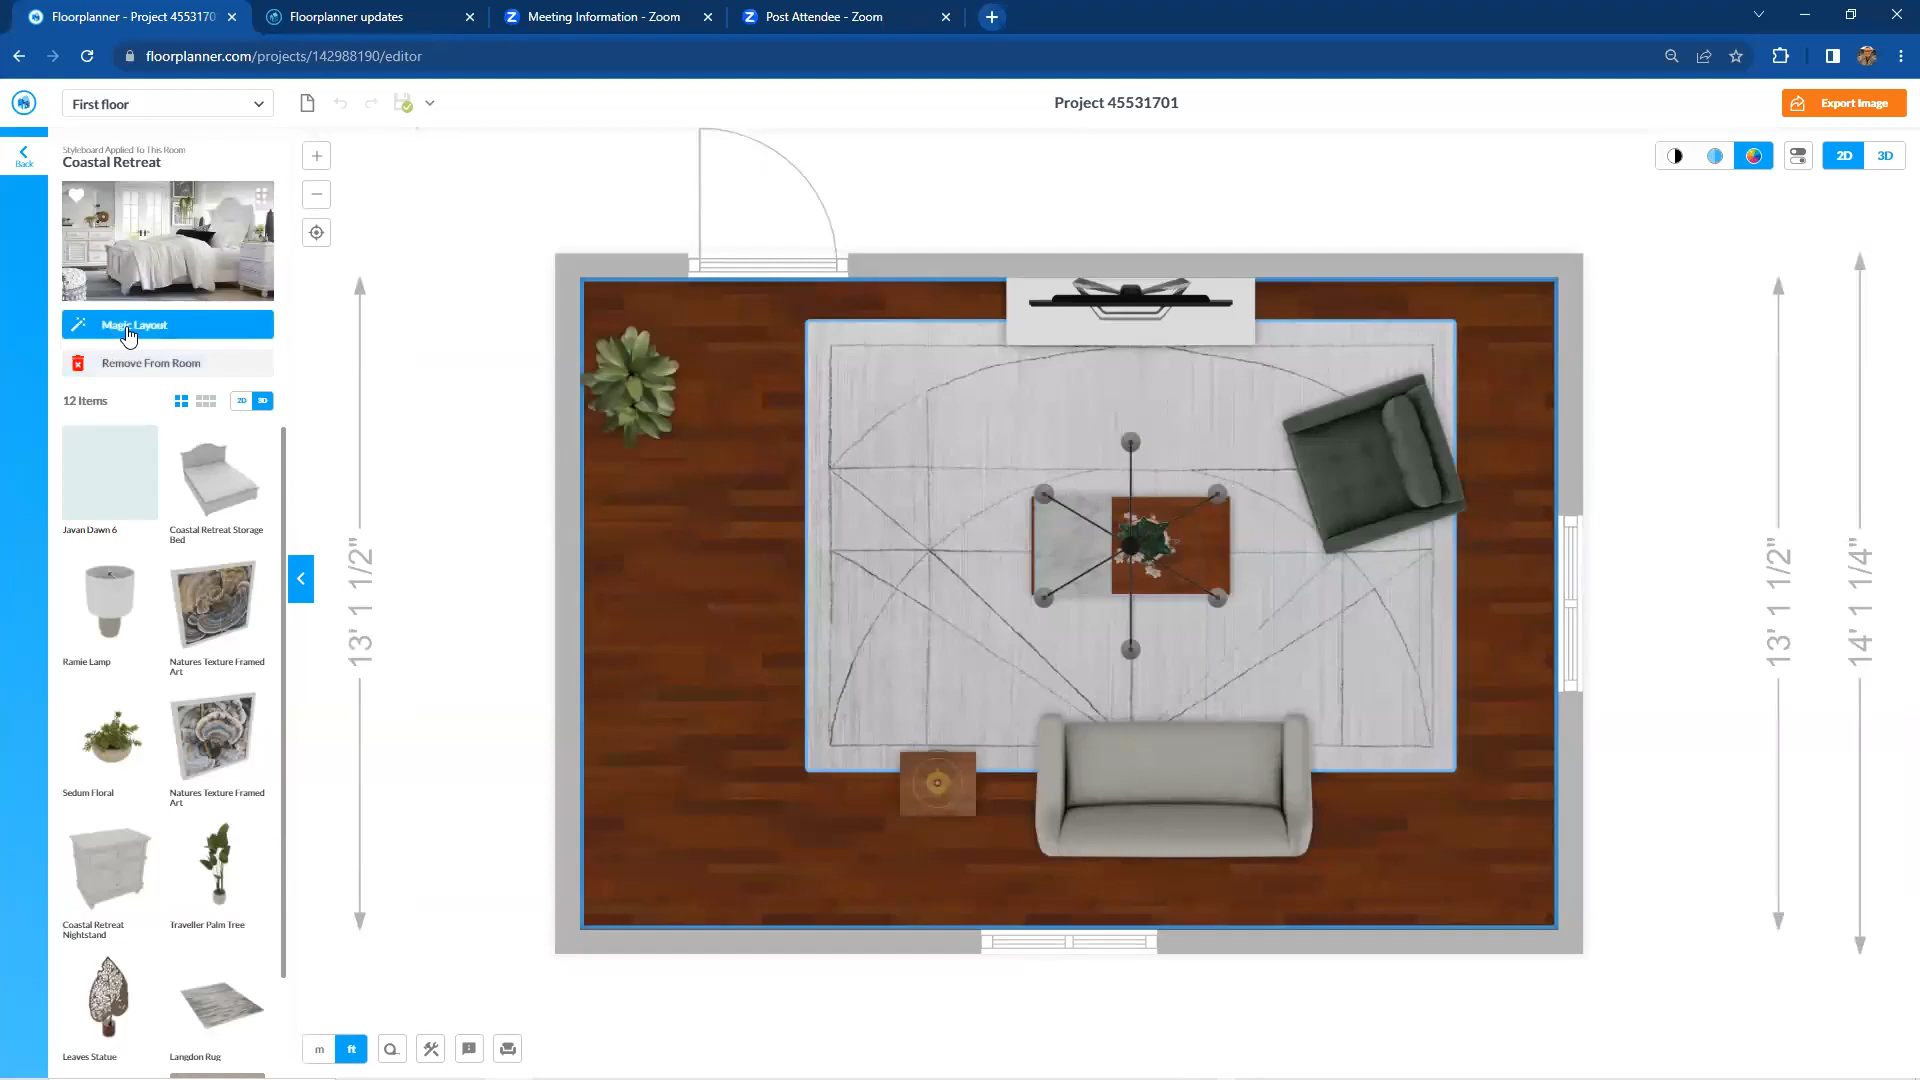 Floorplanner - Project 4553170
Floorplanner updates
Meeting Information - Zoom
Post Attendee - Zoom
floorplanner.com/projects/142988190/editor
First floor
Project 45531701
Export Image
Back
Styleboard Applied To This Room
Coastal Retreat
2D
3D
Magic Layout
Remove From Room
12 Items
2D
3D
Javan Dawn 6
Coastal Retreat Storage
Bed
Ramie Lamp
Natures Texture Framed
Art
Sedum Floral
Natures Texture Framed
Art
Coastal Retreat
Nightstand
Traveller Palm Tree
Leaves Statue
Langdon Rug
13' 1 1/2"
13' 1 1/2"
14' 1 1/4"
m
ft